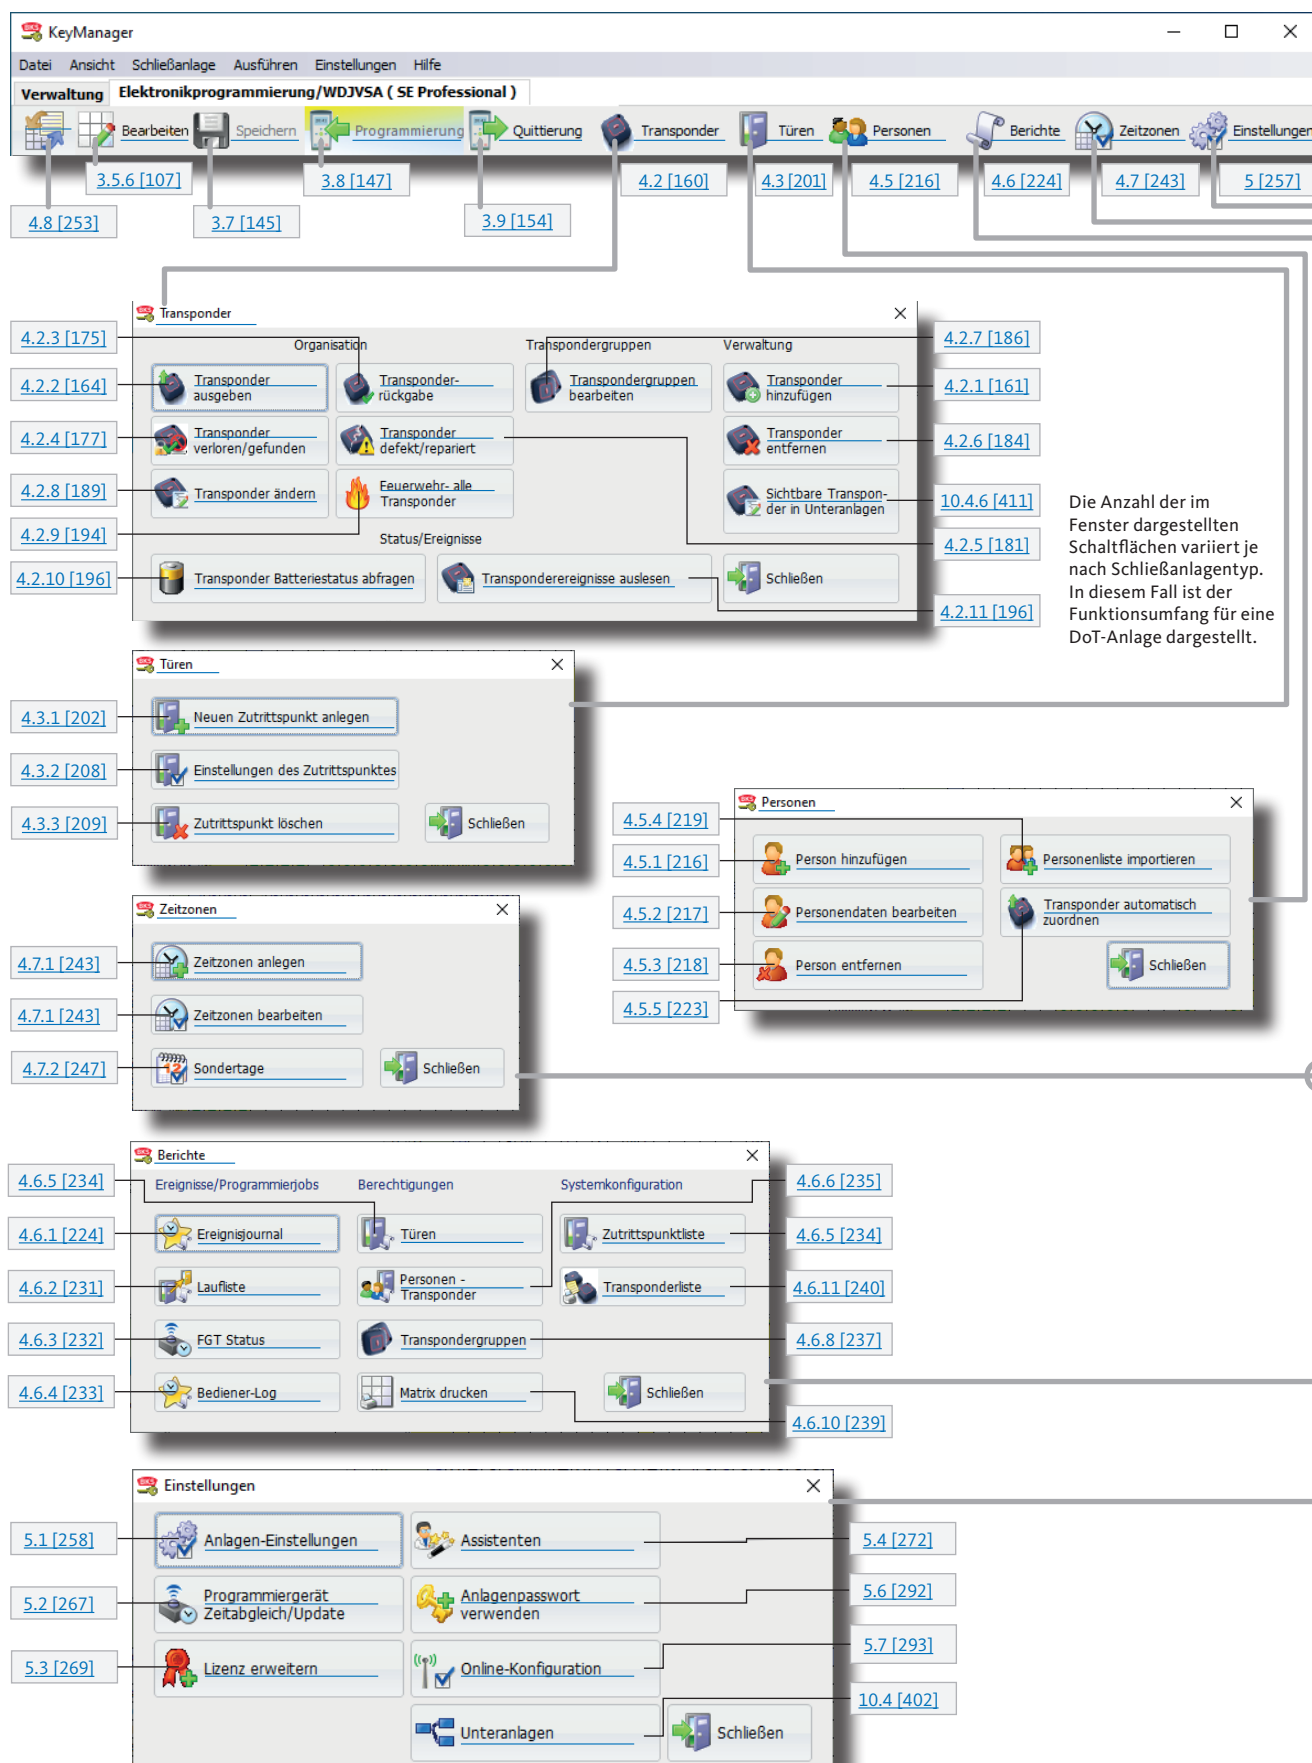 KeyManager
Datei Ansicht Schließanlage Ausführen Einstellungen Hilfe
Verwaltung Elektronikprogrammierung/WDJVSA ( SE Professional )
Bearbeiten Speichern Programmierung Quittierung Transponder Türen Personen Berichte Zeitzonen Einstellungen
3.5.6 [107] 3.8 [147] 4.2 [160] 4.3 [201] 4.5 [216] 4.6 [224] 4.7 [243] 5 [257]
4.8 [253] 3.7 [145] 3.9 [154]
Transponder
Organisation Transpondergruppen Verwaltung
4.2.3 [175] 4.2.7 [186]
4.2.2 [164] Transponder ausgeben Transponder-rückgabe Transpondergruppen bearbeiten Transponder hinzufügen 4.2.1 [161]
4.2.4 [177] Transponder verloren/gefunden Transponder defekt/repariert Transponder entfernen 4.2.6 [184]
4.2.8 [189] Transponder ändern Feuerwehr- alle Transponder Sichtbare Transpon-der in Unteranlagen 10.4.6 [411]
4.2.9 [194] Status/Ereignisse 4.2.5 [181]
4.2.10 [196] Transponder Batteriestatus abfragen Transponderereignisse auslesen Schließen
4.2.11 [196]
Die Anzahl der im
Fenster dargestellten
Schaltflächen variiert je
nach Schließanlagentyp.
In diesem Fall ist der
Funktionsumfang für eine
DoT-Anlage dargestellt.
Türen
4.3.1 [202] Neuen Zutrittspunkt anlegen
4.3.2 [208] Einstellungen des Zutrittspunktes
4.3.3 [209] Zutrittspunkt löschen Schließen
Personen
4.5.4 [219]
4.5.1 [216] Person hinzufügen Personenliste importieren
4.5.2 [217] Personendaten bearbeiten Transponder automatisch zuordnen
4.5.3 [218] Person entfernen Schließen
4.5.5 [223]
Zeitzonen
4.7.1 [243] Zeitzonen anlegen
4.7.1 [243] Zeitzonen bearbeiten
4.7.2 [247] Sondertage Schließen
Berichte
4.6.5 [234] Ereignisse/Programmierjobs Berechtigungen Systemkonfiguration 4.6.6 [235]
4.6.1 [224] Ereignisjournal Türen Zutrittspunktliste 4.6.5 [234]
4.6.2 [231] Laufliste Personen - Transponder Transponderliste 4.6.11 [240]
4.6.3 [232] FGT Status Transpondergruppen 4.6.8 [237]
4.6.4 [233] Bediener-Log Matrix drucken Schließen
4.6.10 [239]
Einstellungen
5.1 [258] Anlagen-Einstellungen Assistenten 5.4 [272]
5.2 [267] Programmiergerät Zeitabgleich/Update Anlagenpasswort verwenden 5.6 [292]
5.3 [269] Lizenz erweitern Online-Konfiguration 5.7 [293]
10.4 [402]
Unteranlagen Schließen